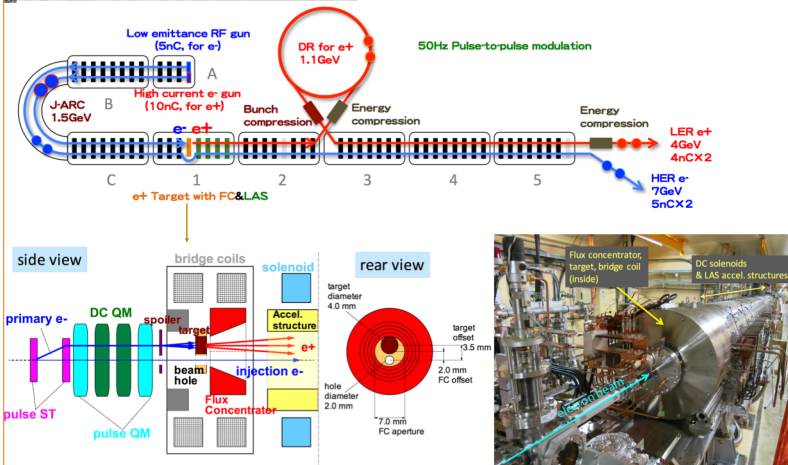 Low emittance RF gun
(5nC, for e-)
A
High current e- gun
(10nC, for e+)
B
J-ARC
1.5GeV
DR for e+
1.1GeV
50Hz Pulse-to-pulse modulation
Bunch
compression
Energy
compression
Energy
compression
e- e+
LER e+
4GeV
4nC×2
HER e-
7GeV
5nC×2
C
1
2
3
4
5
e+ Target with FC&LAS
side view
bridge coils
solenoid
rear view
DC QM
spoiler
target
primary e-
Accel.
structure
e+
beam
hole
injection e-
Flux
Concentrator
pulse ST
pulse QM
target
diameter
4.0 mm
target
offset
3.5 mm
2.0 mm
FC offset
hole
diameter
2.0 mm
7.0 mm
FC aperture
Flux concentrator,
target, bridge coil
(inside)
DC solenoids
& LAS accel. structures
electron beam